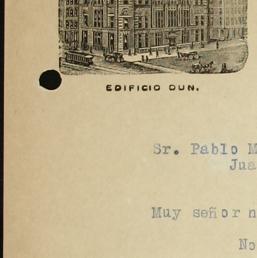 EDIFICIO DUN.
Sr. Pablo M
Jua
Muy señor n
No